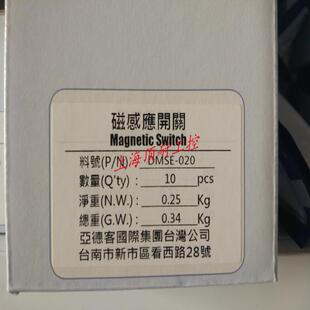 磁感應開關
Magnetic Switch
料號(P/N) DMSE-020
數量(Q'ty): 10 pcs
淨重(N.W.) 0.25 Kg
總重(G.W.) 0.34 Kg
亞德客國際集團台灣公司
台南市新市區看西路28號